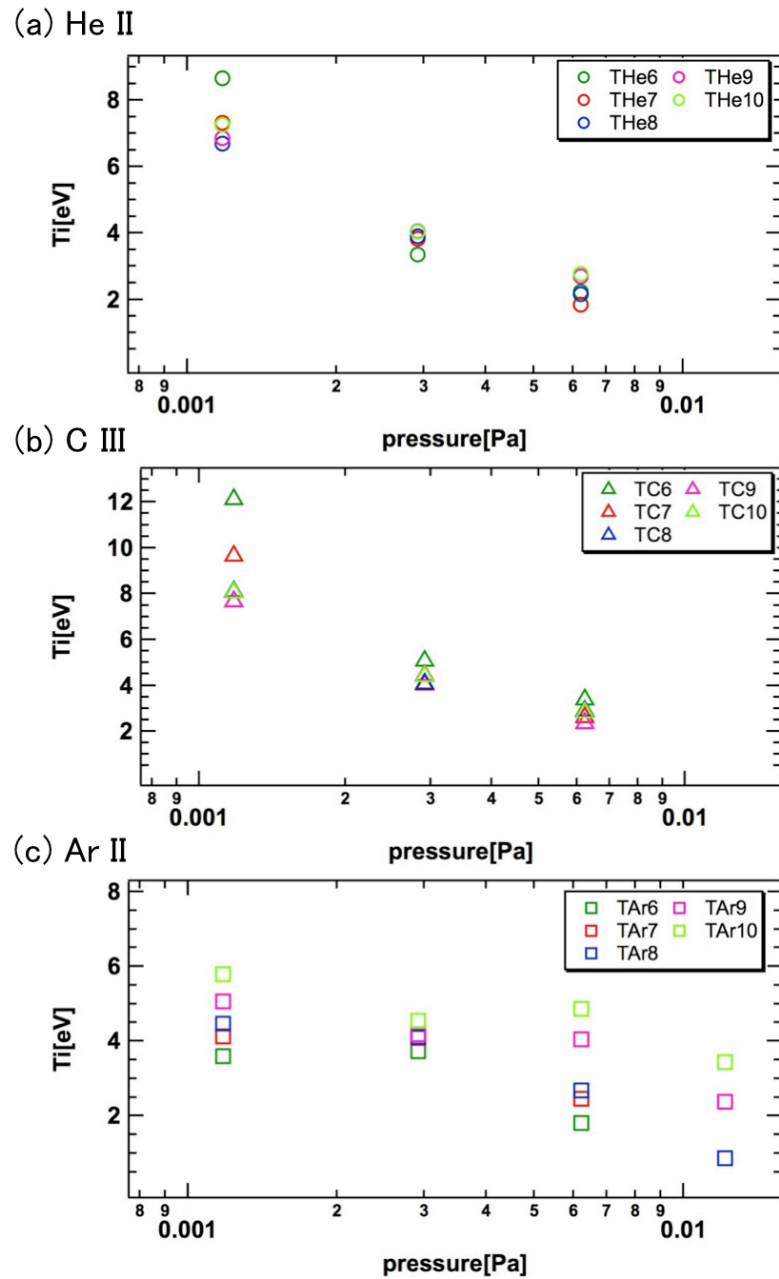 (a) He II
THe6 THe9
THe7 THe10
THe8
8
6
4
2
Ti[eV]
8 9 2 3 4 5 6 7 8 9
0.001 0.01
pressure[Pa]
(b) C III
TC6 TC9
TC7 TC10
TC8
12
10
8
6
4
2
Ti[eV]
8 9 2 3 4 5 6 7 8 9
0.001 0.01
pressure[Pa]
(c) Ar II
TAr6 TAr9
TAr7 TAr10
TAr8
8
6
4
2
Ti[eV]
8 9 2 3 4 5 6 7 8 9
0.001 0.01
pressure[Pa]